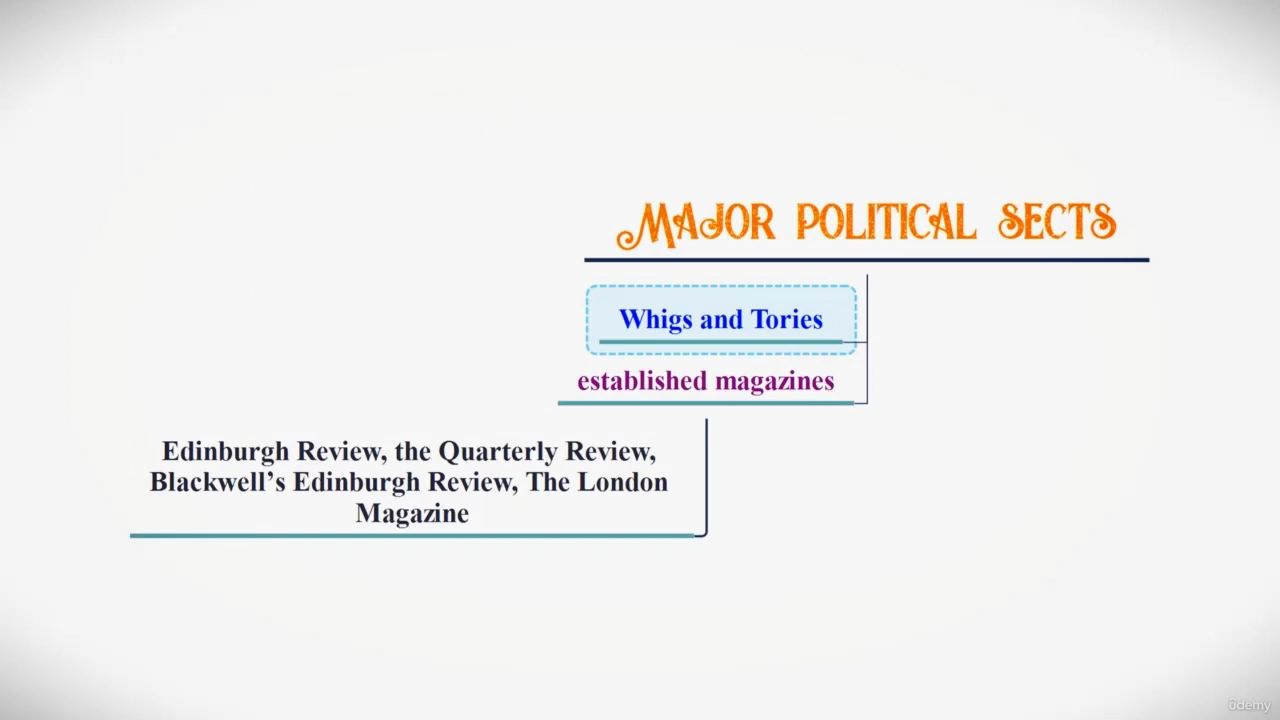 MAJOR POLITICAL SECTS
Whigs and Tories
established magazines
Edinburgh Review, the Quarterly Review,
Blackwell’s Edinburgh Review, The London
Magazine
ûdemy